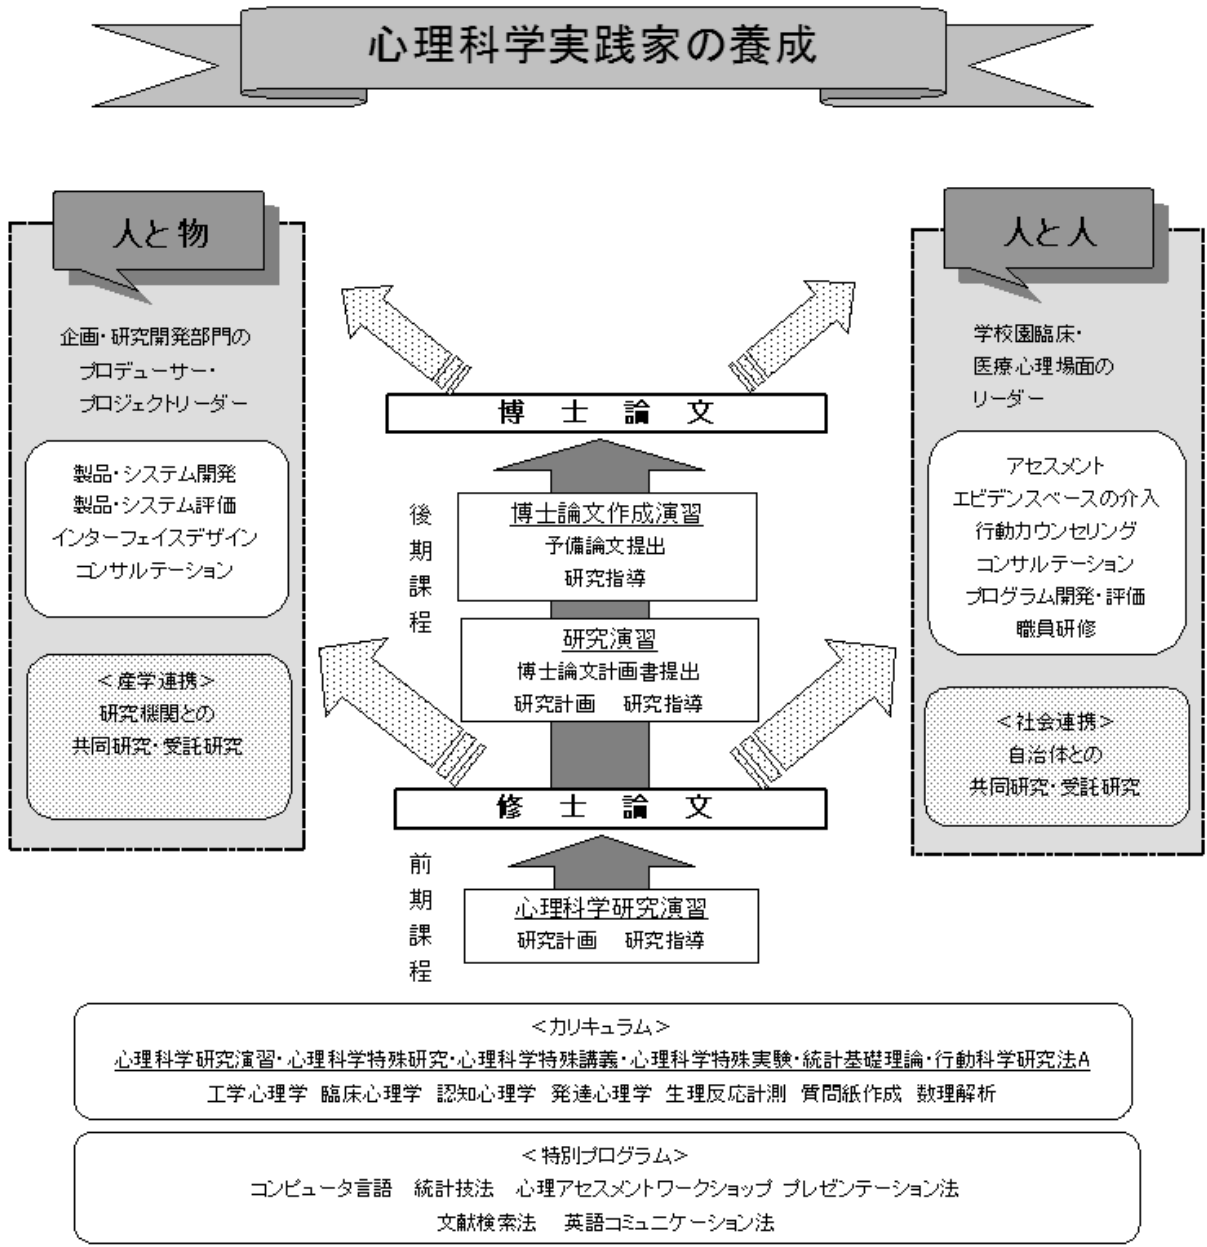 心理科学実践家の養成
人と物
企画・研究開発部門の
プロデューサー・
プロジェクトリーダー
製品・システム開発
製品・システム評価
インターフェイスデザイン
コンサルテーション
<産学連携>
研究機関との
共同研究・受託研究
人と人
学校園臨床・
医療心理場面の
リーダー
アセスメント
エビデンスベースの介入
行動カウンセリング
コンサルテーション
プログラム開発・評価
職員研修
<社会連携>
自治体との
共同研究・受託研究
博士論文
後期課程
博士論文作成演習
予備論文提出
研究指導
研究演習
博士論文計画書提出
研究計画 研究指導
修士論文
前期課程
心理科学研究演習
研究計画 研究指導
<カリキュラム>
心理科学研究演習・心理科学特殊研究・心理科学特殊講義・心理科学特殊実験・統計基礎理論・行動科学研究法A
工学心理学 臨床心理学 認知心理学 発達心理学 生理反応計測 質問紙作成 数理解析
<特別プログラム>
コンピュータ言語 統計技法 心理アセスメントワークショップ プレゼンテーション法
文献検索法 英語コミュニケーション法